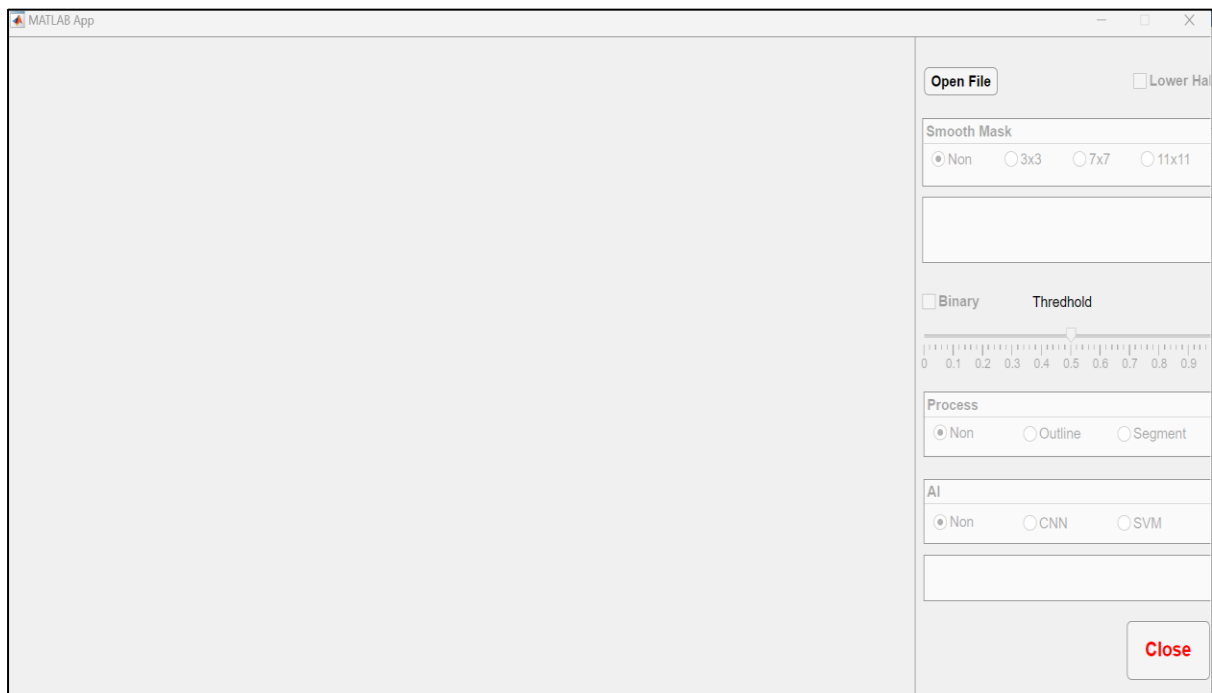 MATLAB App
Open File
Lower Hal
Smooth Mask
Non 3x3 7x7 11x11
Binary Thredhold
0 0.1 0.2 0.3 0.4 0.5 0.6 0.7 0.8 0.9
Process
Non Outline Segment
AI
Non CNN SVM
Close